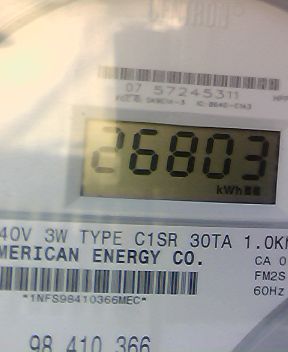 CENTRON
07 57245311
26803
kWh
40V 3W TYPE C1SR 30TA 1.0K
MERICAN ENERGY CO.
CA 0
FM2S
60Hz
*1NFS98410366MEC*
98 410 366